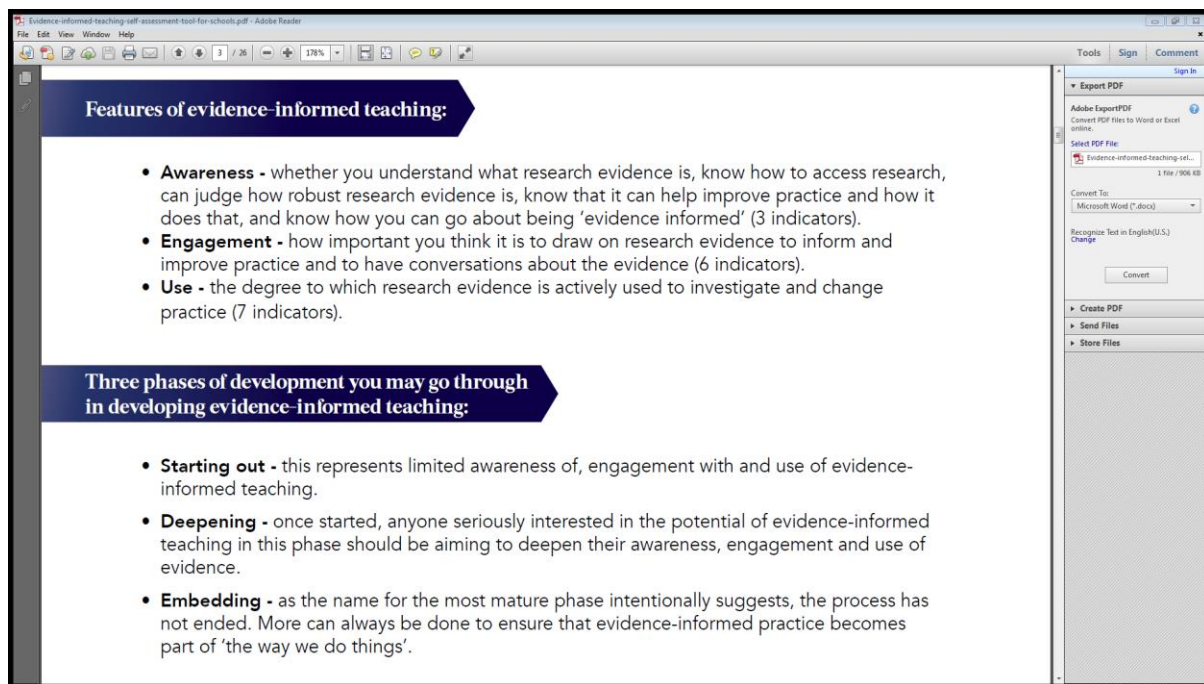 Evidence-informed-teaching-self-assessment-tool-for-schools.pdf - Adobe Reader
File Edit View Window Help
3 / 26 178%
Tools Sign Comment
Features of evidence-informed teaching:
• Awareness - whether you understand what research evidence is, know how to access research,
can judge how robust research evidence is, know that it can help improve practice and how it
does that, and know how you can go about being ‘evidence informed’ (3 indicators).
• Engagement - how important you think it is to draw on research evidence to inform and
improve practice and to have conversations about the evidence (6 indicators).
• Use - the degree to which research evidence is actively used to investigate and change
practice (7 indicators).
Three phases of development you may go through
in developing evidence-informed teaching:
• Starting out - this represents limited awareness of, engagement with and use of evidence-
informed teaching.
• Deepening - once started, anyone seriously interested in the potential of evidence-informed
teaching in this phase should be aiming to deepen their awareness, engagement and use of
evidence.
• Embedding - as the name for the most mature phase intentionally suggests, the process has
not ended. More can always be done to ensure that evidence-informed practice becomes
part of ‘the way we do things’.
Sign In
Export PDF
Adobe ExportPDF
Convert PDF files to Word or Excel
online.
Select PDF File:
Evidence-informed-teaching-sel...
1 file / 906 KB
Convert To:
Microsoft Word (*.docx)
Recognize Text in English(U.S.)
Change
Convert
Create PDF
Send Files
Store Files